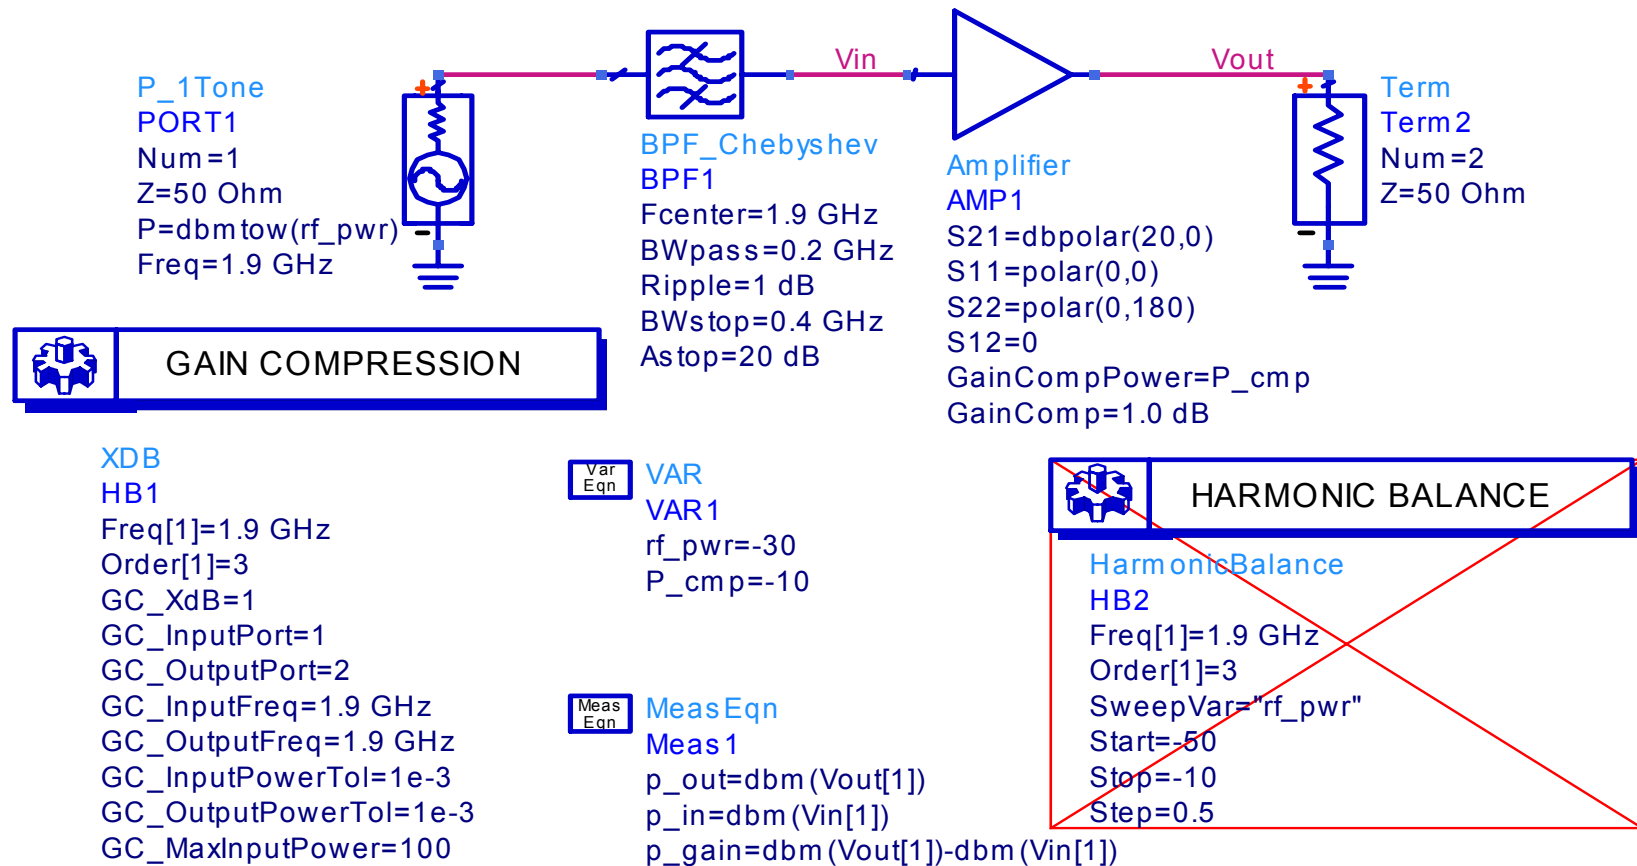 Vin
Vout
P_1Tone
PORT1
Num=1
Z=50 Ohm
P=dbmtow(rf_pwr)
Freq=1.9 GHz
+
-
BPF_Chebyshev
BPF1
Fcenter=1.9 GHz
BWpass=0.2 GHz
Ripple=1 dB
BWstop=0.4 GHz
Astop=20 dB
Amplifier
AMP1
S21=dbpolar(20,0)
S11=polar(0,0)
S22=polar(0,180)
S12=0
GainCompPower=P_cmp
GainComp=1.0 dB
+
-
Term
Term2
Num=2
Z=50 Ohm
GAIN COMPRESSION
XDB
HB1
Freq[1]=1.9 GHz
Order[1]=3
GC_XdB=1
GC_InputPort=1
GC_OutputPort=2
GC_InputFreq=1.9 GHz
GC_OutputFreq=1.9 GHz
GC_InputPowerTol=1e-3
GC_OutputPowerTol=1e-3
GC_MaxInputPower=100
Var
Eqn
VAR
VAR1
rf_pwr=-30
P_cmp=-10
Meas
Eqn
MeasEqn
Meas1
p_out=dbm(Vout[1])
p_in=dbm(Vin[1])
p_gain=dbm(Vout[1])-dbm(Vin[1])
HARMONIC BALANCE
HarmonicBalance
HB2
Freq[1]=1.9 GHz
Order[1]=3
SweepVar="rf_pwr"
Start=-50
Stop=-10
Step=0.5